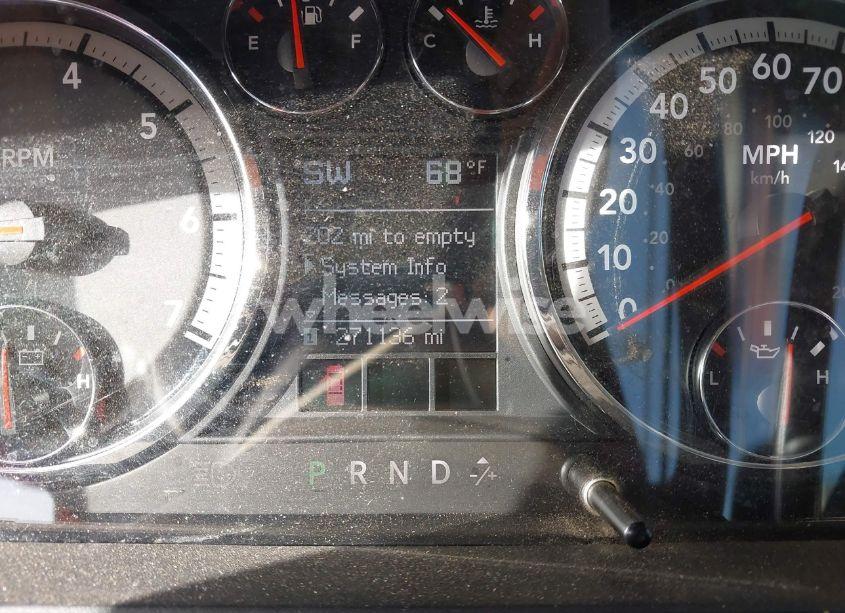 E F
C H
4
5
6
7
RPM
SW 68°F
202 mi to empty
System Info
Messages 2
271136 mi
P R N D -/+
wheelwise
0 10 20 30 40 50 60 70
20 40 60 80 100 120
MPH
km/h
H
L H